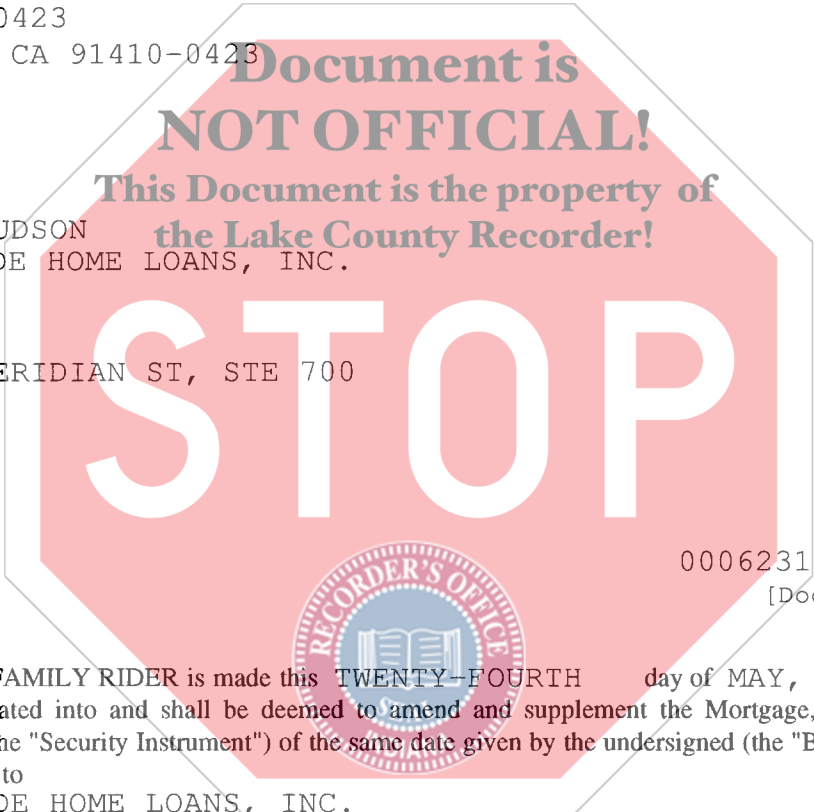 0423
CA 91410-0423
Document is
NOT OFFICIAL!
This Document is the property of
the Lake County Recorder!
UDSON
DE HOME LOANS, INC.
STOP
ERIDIAN ST, STE 700
0006231
[Doc
RECORDER'S OFFICE
FAMILY RIDER is made this TWENTY-FOURTH day of MAY,
ated into and shall be deemed to amend and supplement the Mortgage,
he "Security Instrument") of the same date given by the undersigned (the "B
to
DE HOME LOANS, INC.